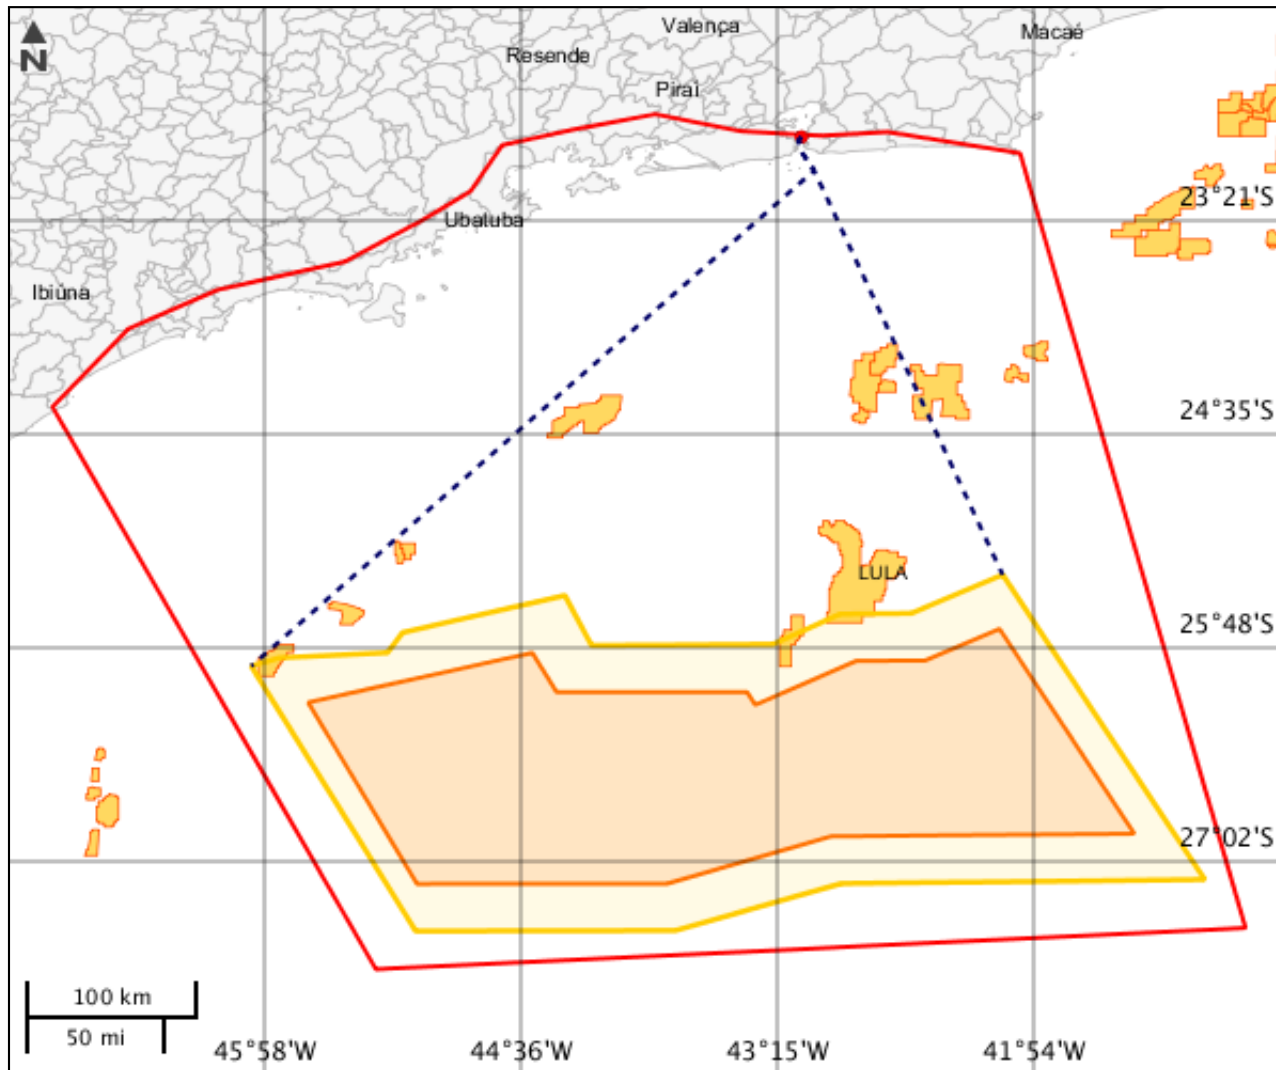 N
Valença
Macaé
Resende
Piraí
23°21'S
Ubatuba
Ibiúna
24°35'S
LULA
25°48'S
27°02'S
100 km
50 mi
45°58'W
44°36'W
43°15'W
41°54'W